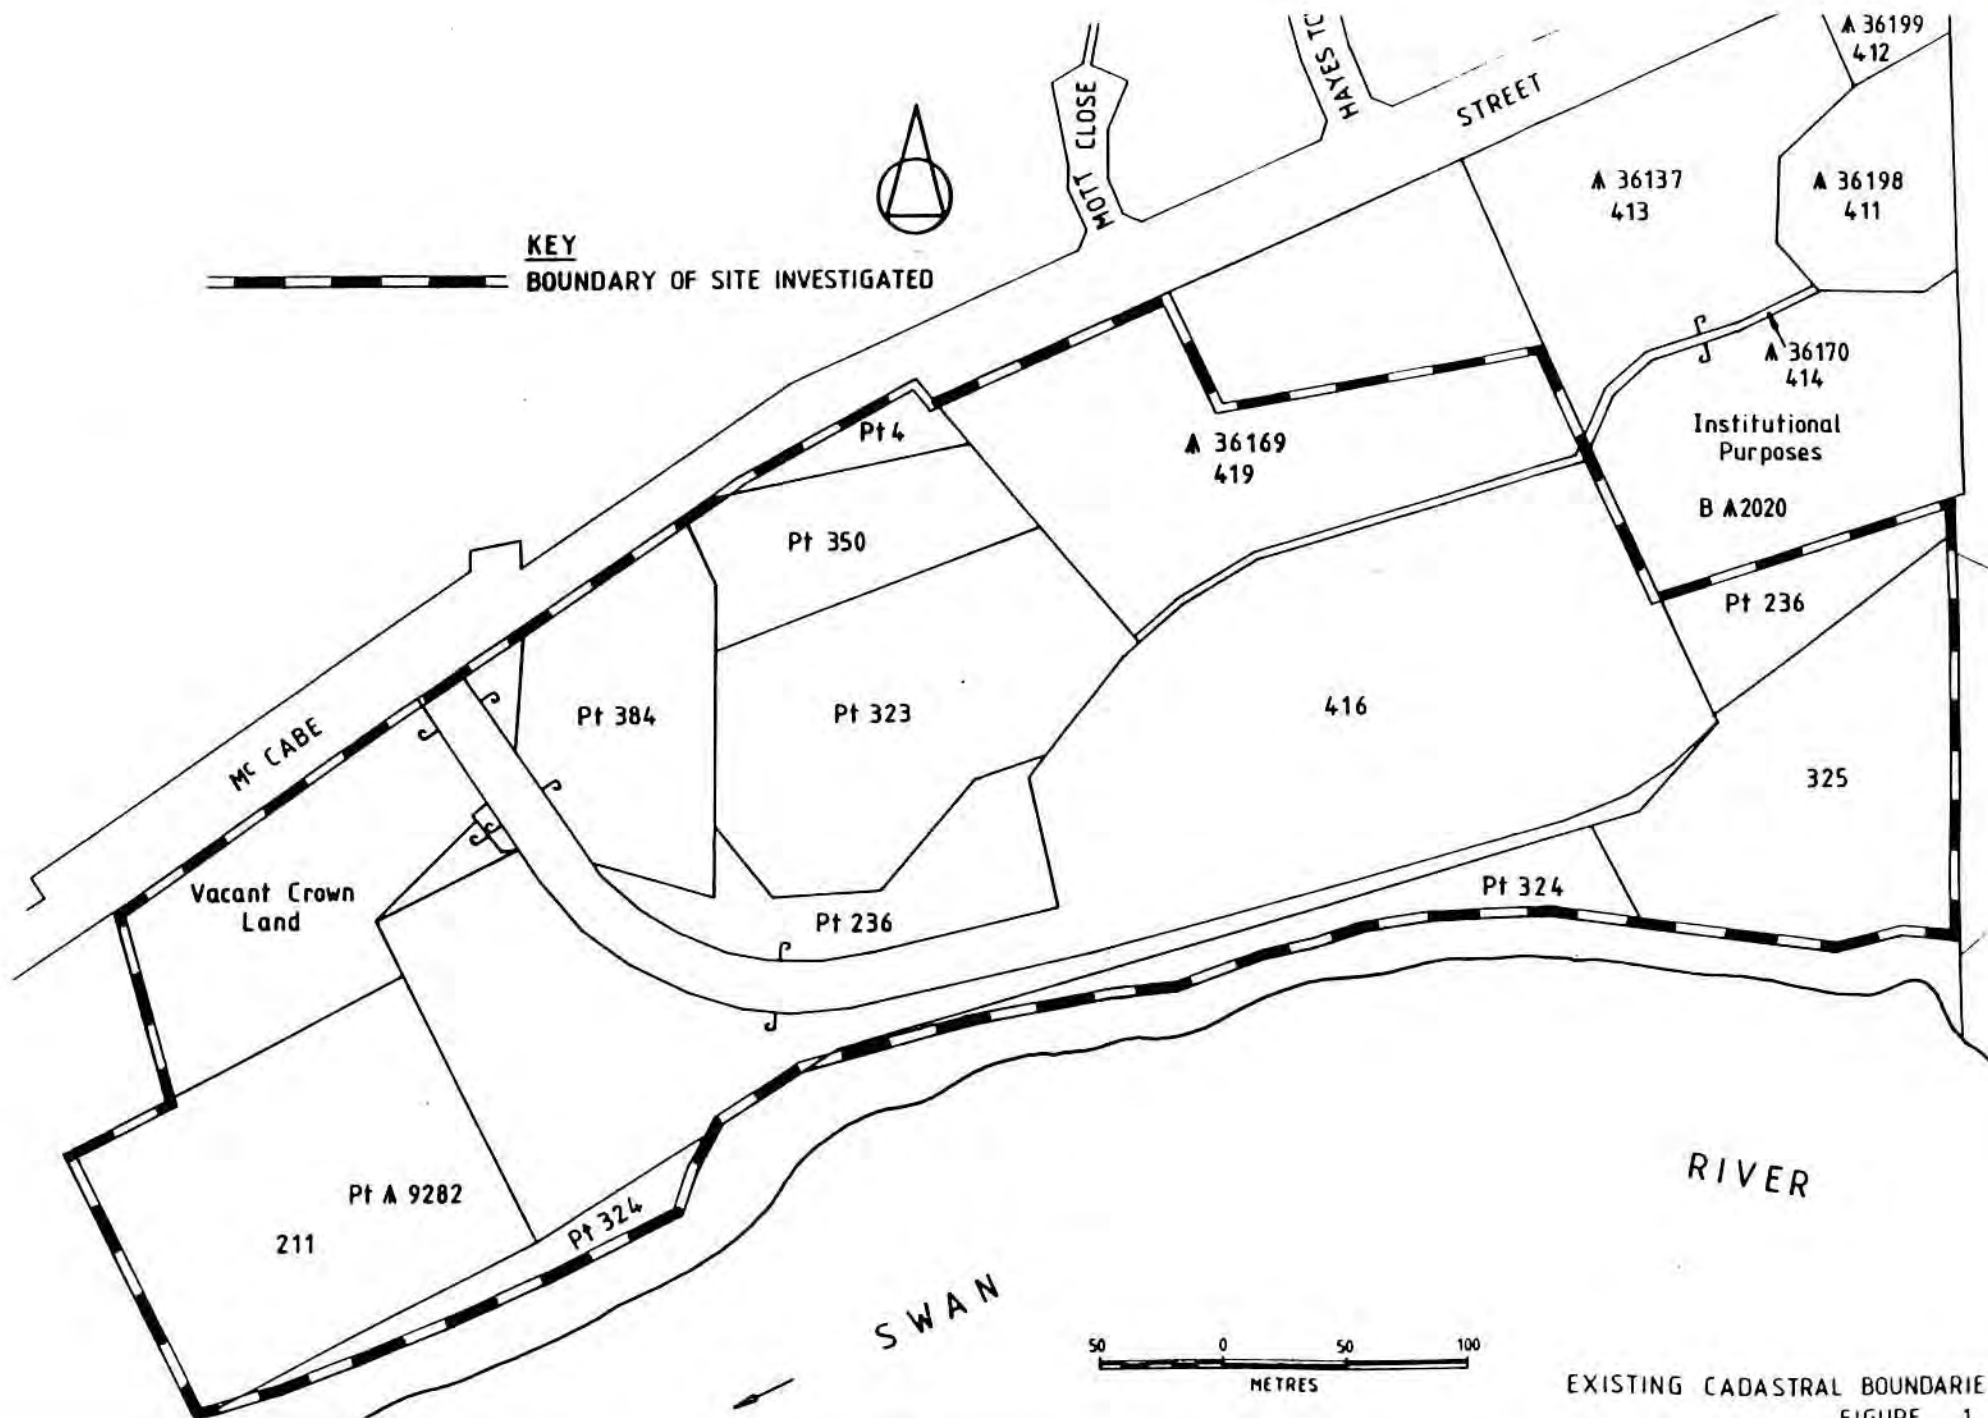 36199
412
HAYES TC
STREET
MOTT CLOSE
36137
413
36198
411
KEY
BOUNDARY OF SITE INVESTIGATED
36170
414
Pt 4
36169
419
Institutional
Purposes
B 2020
Pt 350
Pt 236
Pt 384
Pt 323
416
325
Mc CABE
Vacant Crown
Land
Pt 324
Pt 236
Pt 9282
211
Pt 324
RIVER
SWAN
50 0 50 100
METRES
EXISTING CADASTRAL BOUNDARIE
FIGURE 1